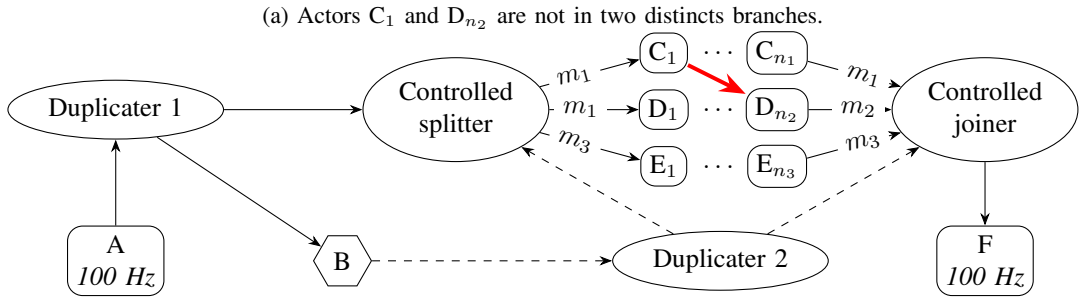 (a) Actors C₁ and Dₙ₂ are not in two distincts branches.
C₁ ··· Cₙ₁
m₁ m₁
Duplicater 1
Controlled
splitter
m₁
D₁ ··· Dₙ₂
m₂
Controlled
joiner
m₃ m₃
E₁ ··· Eₙ₃
A
100 Hz
B
Duplicater 2
F
100 Hz